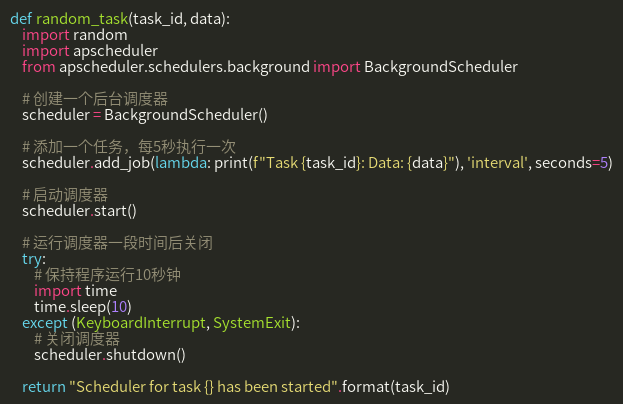 def random_task(task_id, data):
    import random
    import apscheduler
    from apscheduler.schedulers.background import BackgroundScheduler

    # 创建一个后台调度器
    scheduler = BackgroundScheduler()

    # 添加一个任务，每5秒执行一次
    scheduler.add_job(lambda: print(f"Task {task_id}: Data: {data}"), 'interval', seconds=5)

    # 启动调度器
    scheduler.start()

    # 运行调度器一段时间后关闭
    try:
        # 保持程序运行10秒钟
        import time
        time.sleep(10)
    except (KeyboardInterrupt, SystemExit):
        # 关闭调度器
        scheduler.shutdown()

    return "Scheduler for task {} has been started".format(task_id)